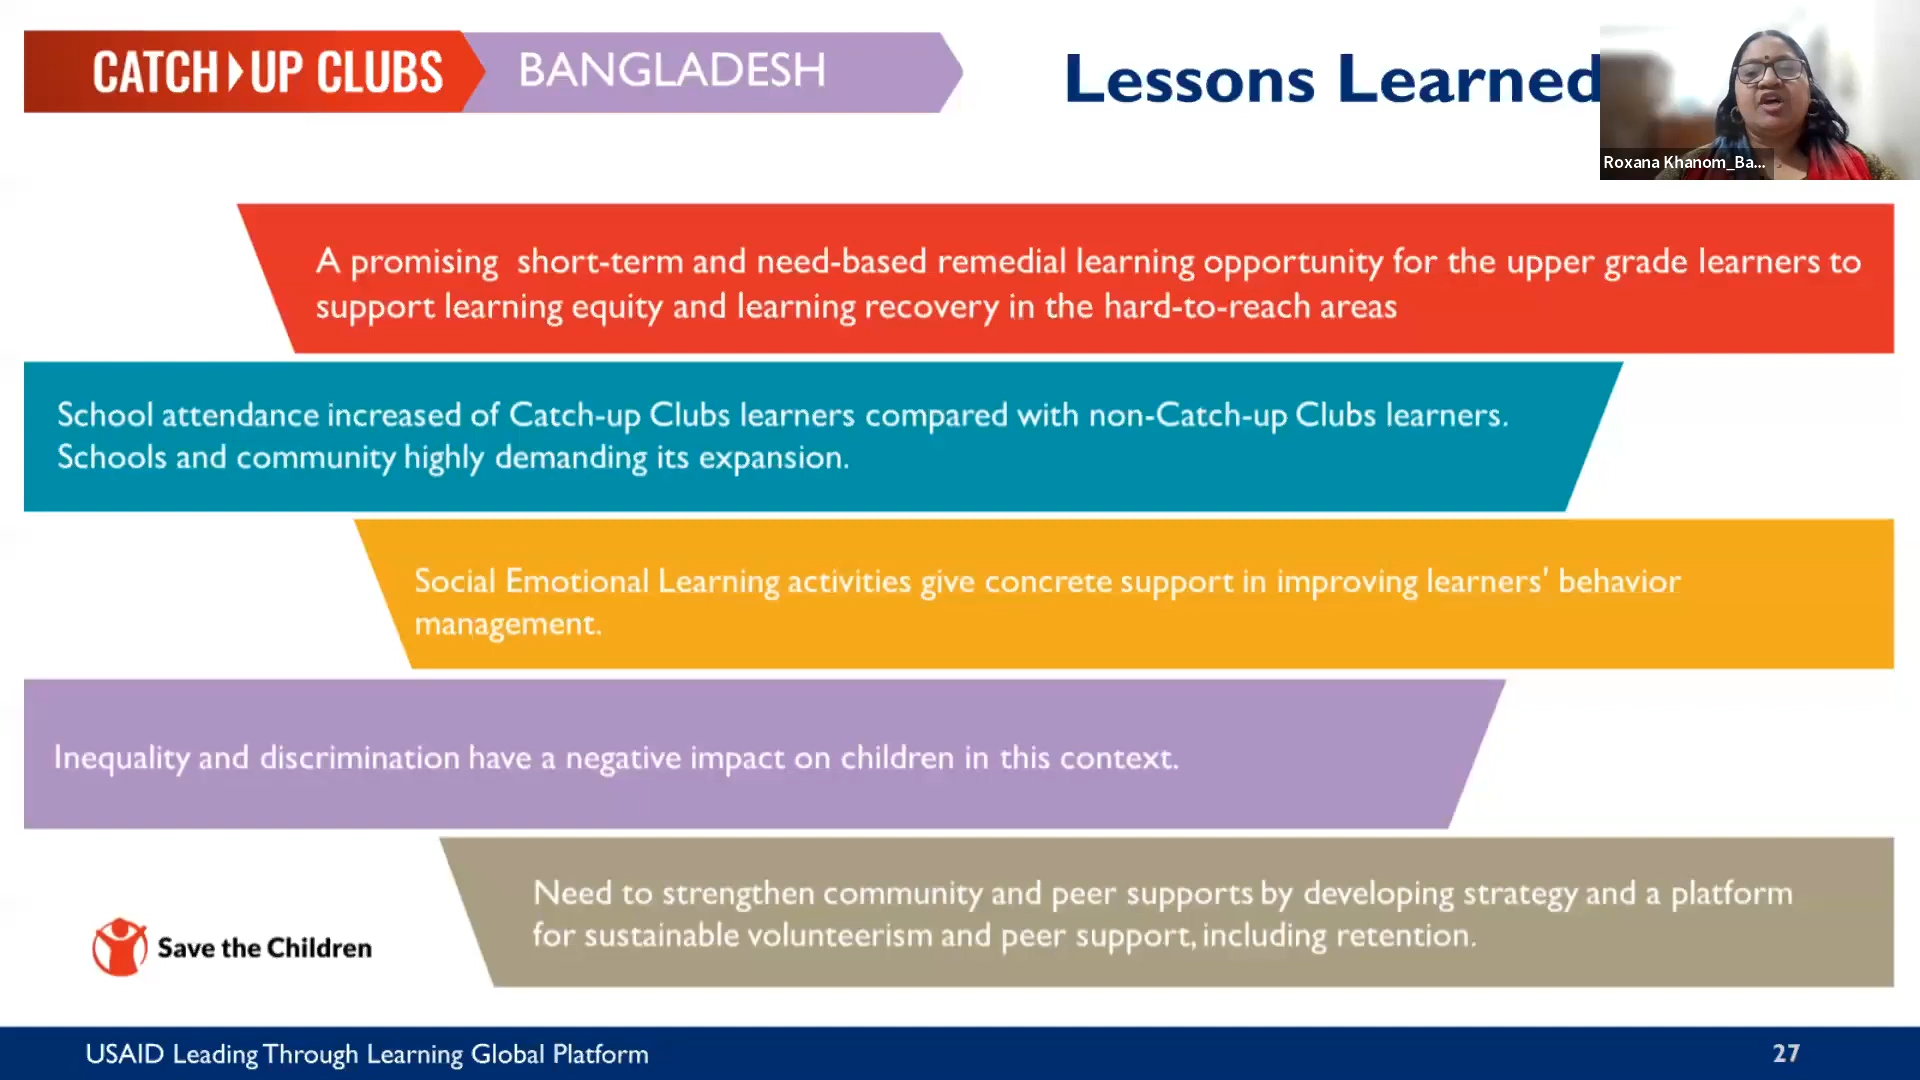 CATCH UP CLUBS
BANGLADESH
Lessons Learned
Roxana Khanom_Ba...
A promising short-term and need-based remedial learning opportunity for the upper grade learners to
support learning equity and learning recovery in the hard-to-reach areas
School attendance increased of Catch-up Clubs learners compared with non-Catch-up Clubs learners.
Schools and community highly demanding its expansion.
Social Emotional Learning activities give concrete support in improving learners' behavior
management.
Inequality and discrimination have a negative impact on children in this context.
Need to strengthen community and peer supports by developing strategy and a platform
for sustainable volunteerism and peer support, including retention.
Save the Children
USAID Leading Through Learning Global Platform
27